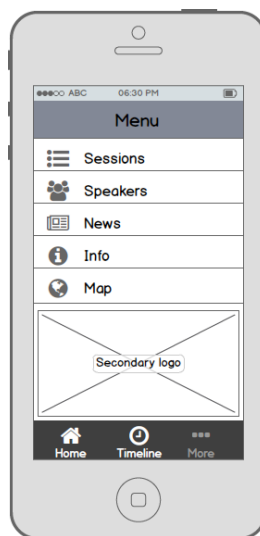 ABC 06:30 PM
Menu
Sessions
Speakers
News
Info
Map
Secondary logo
Home Timeline More